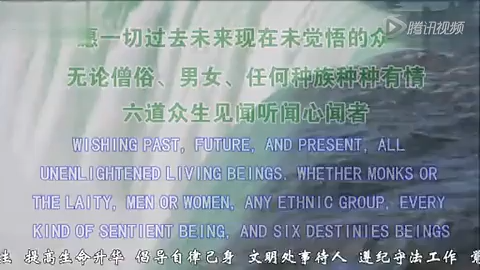 腾讯视频
愿一切过去未来现在未觉悟的众
无论僧俗、男女、任何种族种种有情
六道众生见闻听闻心闻者
WISHING PAST, FUTURE, AND PRESENT, ALL
UNENLIGHTENED LIVING BEINGS, WHETHER MONKS OR
THE LAITY, MEN OR WOMEN, ANY ETHNIC GROUP, EVERY
KIND OF SENTIENT BEING, AND SIX DESTINIES BEINGS
提高生命升华 倡导自律己身 文明处事待人 遵纪守法工作